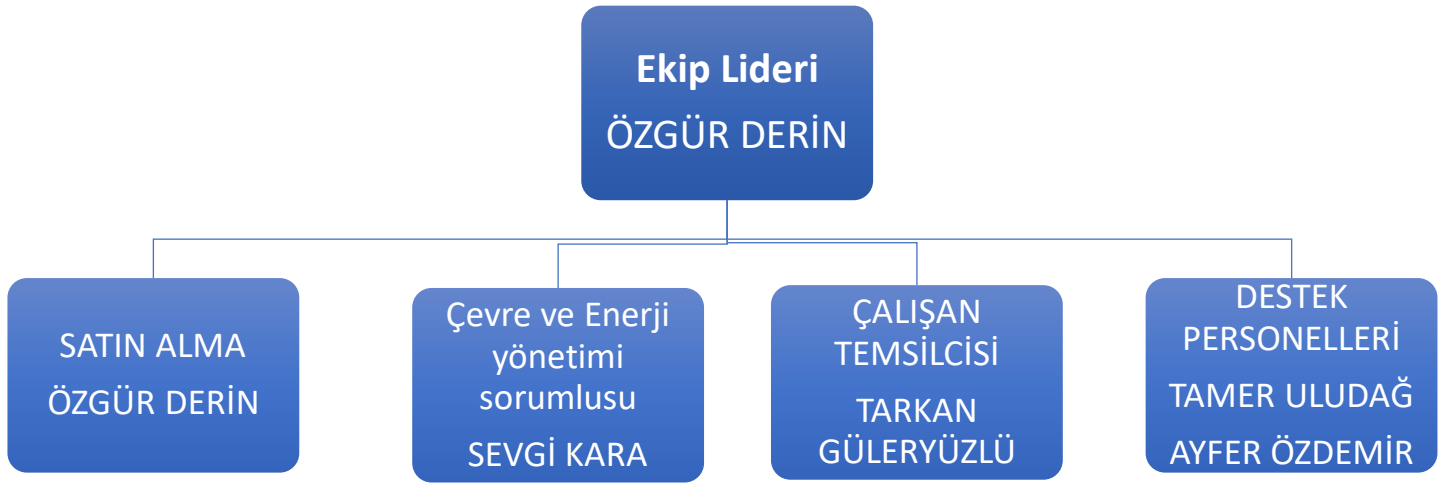 Ekip Lideri
ÖZGÜR DERİN
SATIN ALMA
ÖZGÜR DERİN
Çevre ve Enerji
yönetimi
sorumlusu
SEVGİ KARA
ÇALIŞAN
TEMSİLCİSİ
TARKAN
GÜLERYÜZLÜ
DESTEK
PERSONELLERİ
TAMER ULUDAĞ
AYFER ÖZDEMİR